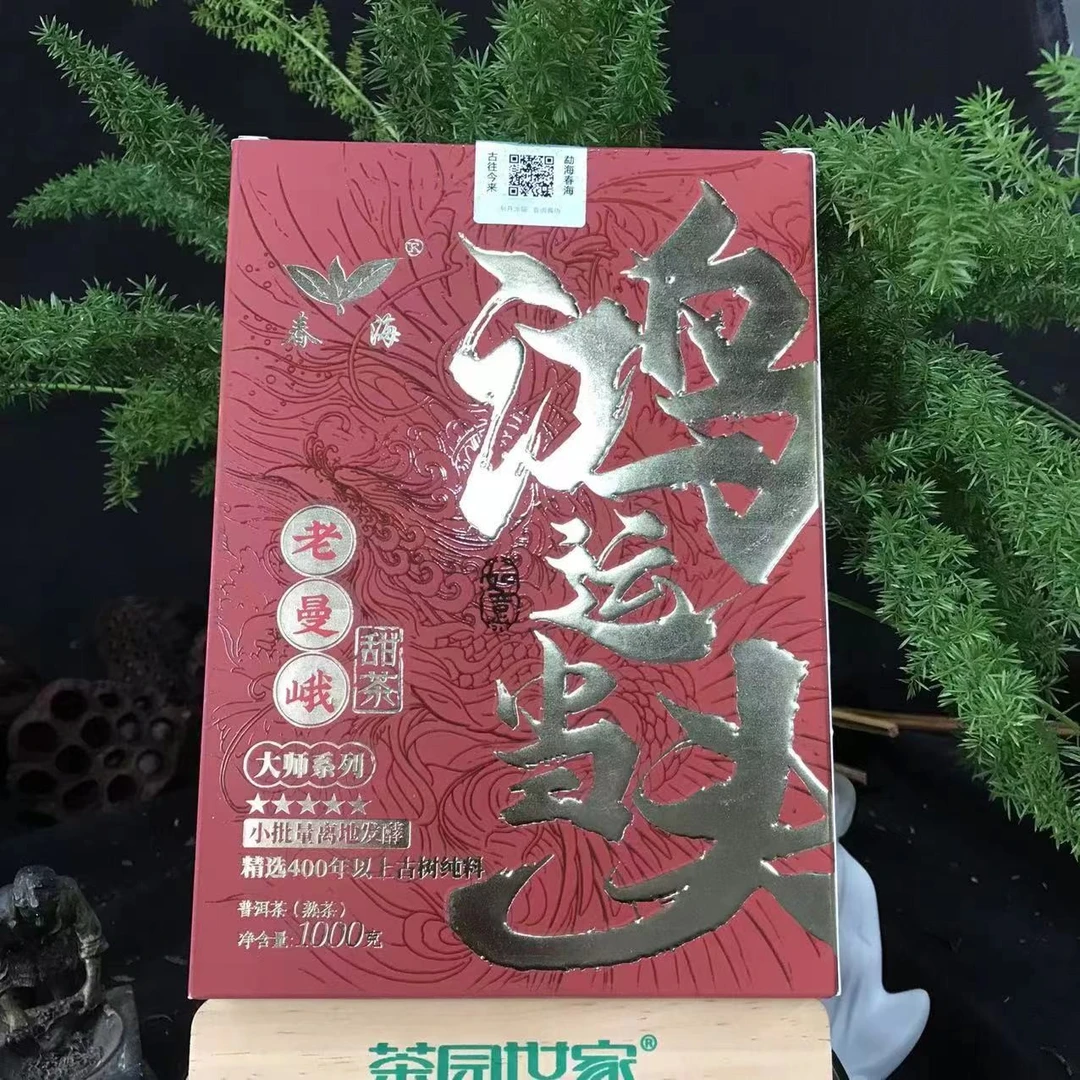 古往今来
勐海春海
春海
®
鸿运当头
如意
老曼峨
甜茶
大师系列
小批量离地发酵
精选400年以上古树纯料
普洱茶（熟茶）
净含量:1000克
茶园世家®